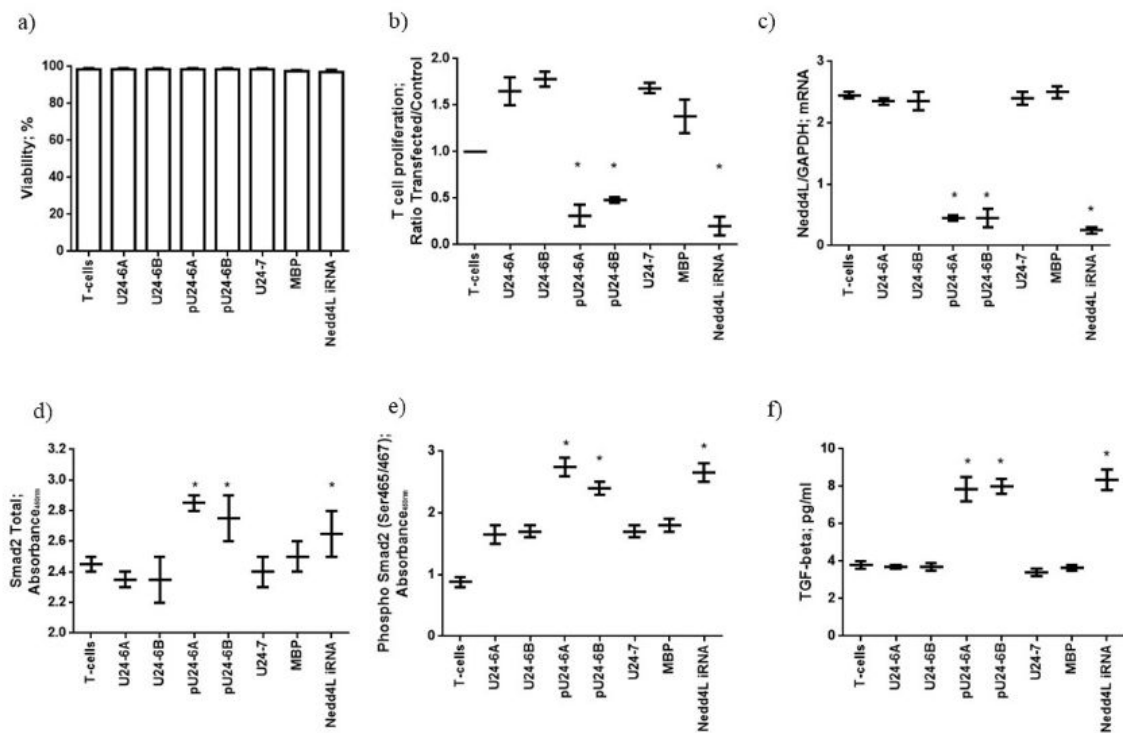 a)
Viability; %
100
80
60
40
20
0
T-cells
U24-6A
U24-6B
pU24-6A
pU24-6B
U24-7
MBP
Nedd4L iRNA
b)
T cell proliferation;
Ratio Transfected/Control
2.0
1.5
1.0
0.5
0.0
* * *
T-cells
U24-6A
U24-6B
pU24-6A
pU24-6B
U24-7
MBP
Nedd4L iRNA
c)
Nedd4L/GAPDH; mRNA
3
2
1
0
* * *
T-cells
U24-6A
U24-6B
pU24-6A
pU24-6B
U24-7
MBP
Nedd4L iRNA
d)
Smad2 Total;
Absorbance450nm
3.2
3.0
2.8
2.6
2.4
2.2
2.0
* * *
T-cells
U24-6A
U24-6B
pU24-6A
pU24-6B
U24-7
MBP
Nedd4L iRNA
e)
Phospho Smad2 (Ser465/467);
Absorbance450nm
3
2
1
0
* * *
T-cells
U24-6A
U24-6B
pU24-6A
pU24-6B
U24-7
MBP
Nedd4L iRNA
f)
TGF-beta; pg/ml
10
8
6
4
2
0
* * *
T-cells
U24-6A
U24-6B
pU24-6A
pU24-6B
U24-7
MBP
Nedd4L iRNA